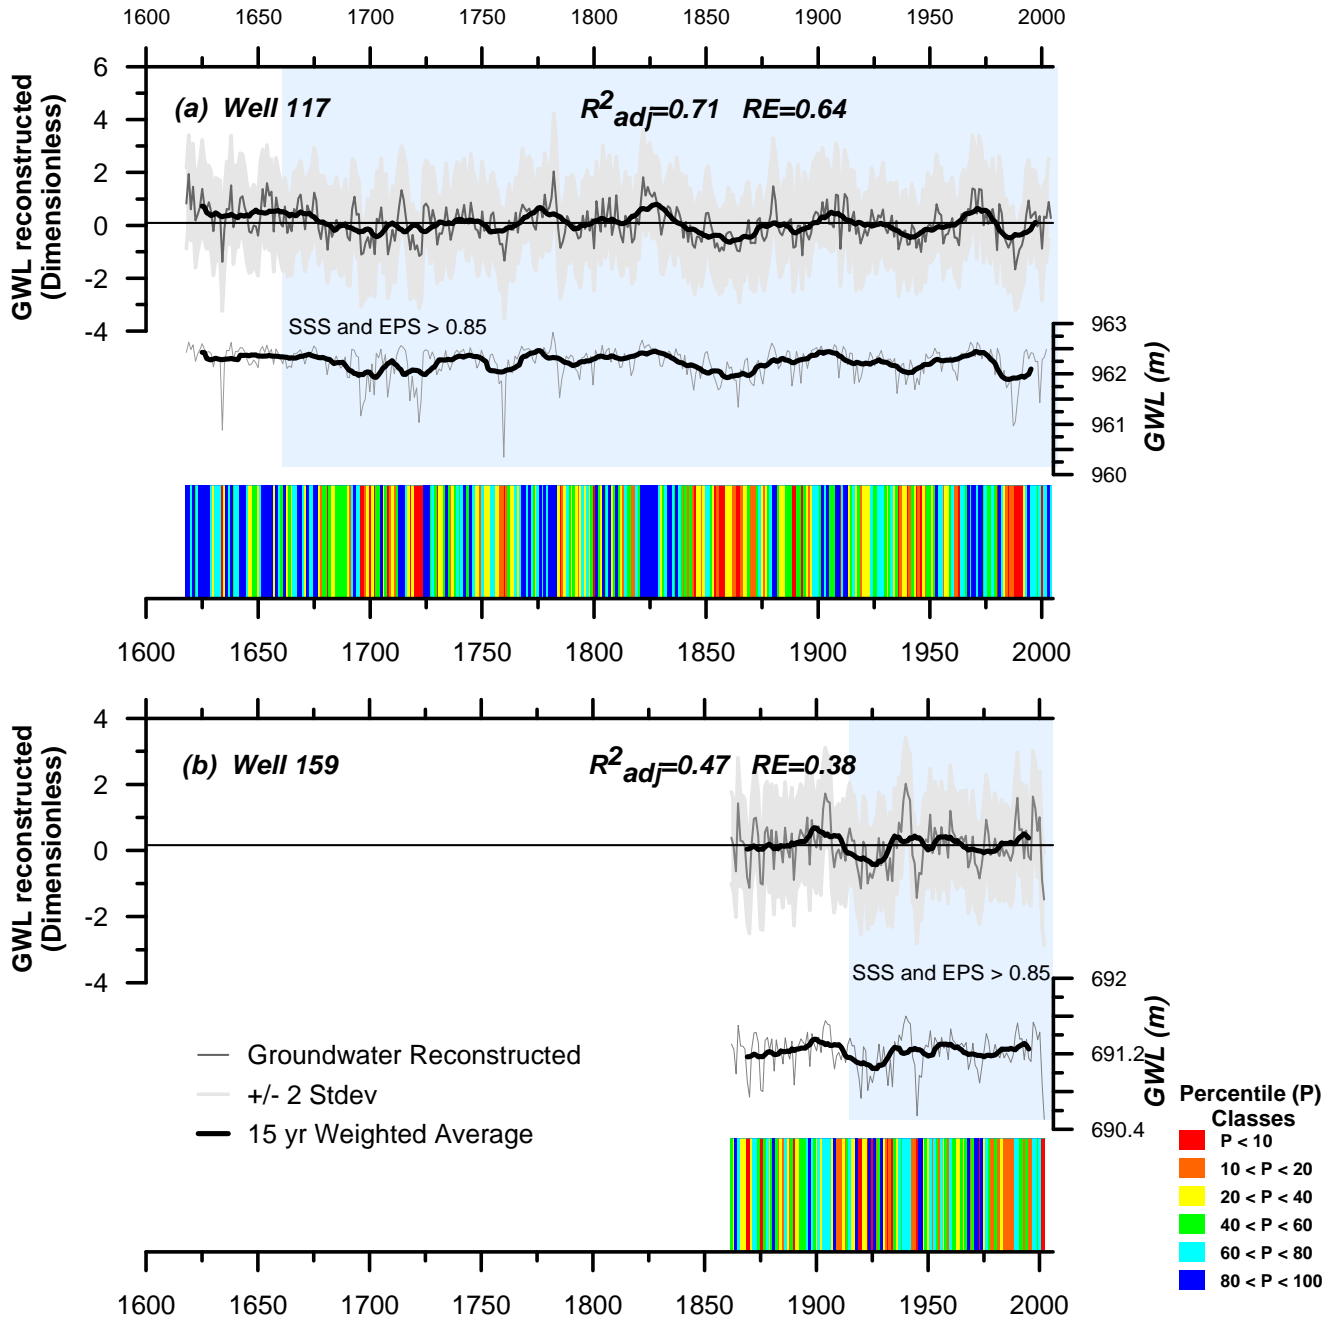 1600 1650 1700 1750 1800 1850 1900 1950 2000
GWL reconstructed
(Dimensionless)
6
4
2
0
-2
-4
(a) Well 117
R2adj=0.71 RE=0.64
SSS and EPS > 0.85
963
962
961
960
GWL (m)
1600 1650 1700 1750 1800 1850 1900 1950 2000
GWL reconstructed
(Dimensionless)
4
2
0
-2
-4
(b) Well 159
R2adj=0.47 RE=0.38
SSS and EPS > 0.85
692
691.2
690.4
GWL (m)
Groundwater Reconstructed
+/- 2 Stdev
15 yr Weighted Average
Percentile (P)
Classes
P < 10
10 < P < 20
20 < P < 40
40 < P < 60
60 < P < 80
80 < P < 100
1600 1650 1700 1750 1800 1850 1900 1950 2000